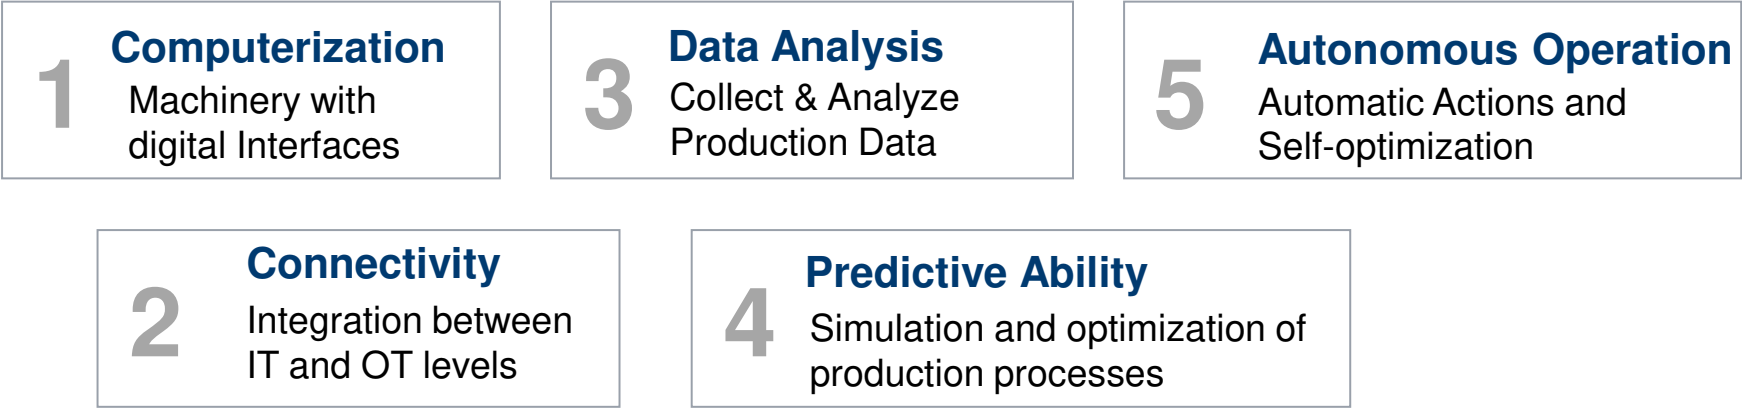 1
Computerization
Machinery with
digital Interfaces
2
Connectivity
Integration between
IT and OT levels
3
Data Analysis
Collect & Analyze
Production Data
4
Predictive Ability
Simulation and optimization of
production processes
5
Autonomous Operation
Automatic Actions and
Self-optimization